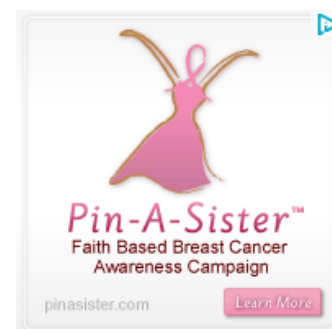 Pin-A-Sister™
Faith Based Breast Cancer
Awareness Campaign
pinasister.com
Learn More